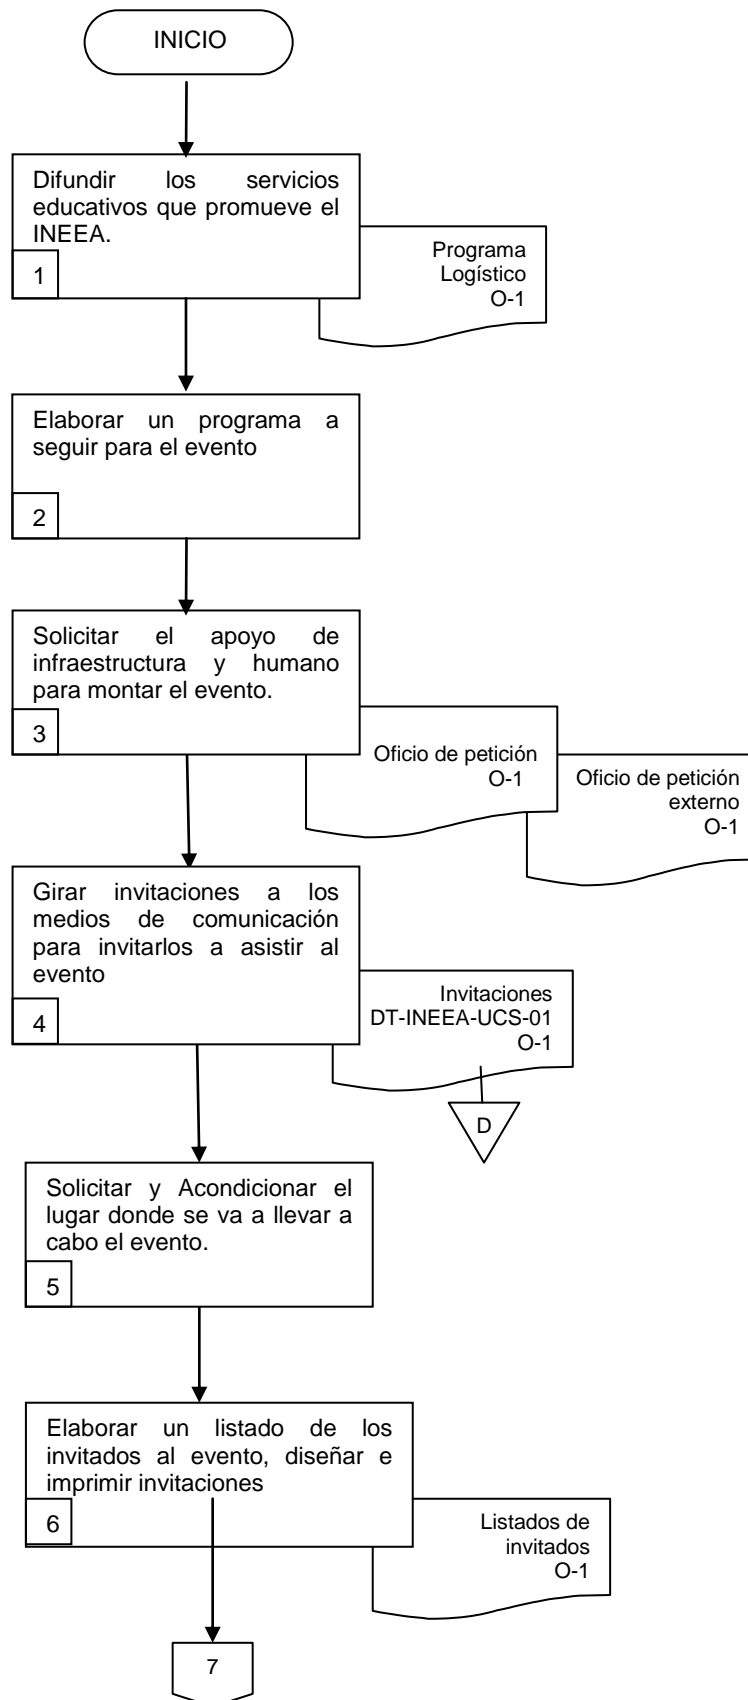 INICIO
Difundir los servicios
educativos que promueve el
INEEA.
1
Programa
Logístico
O-1
Elaborar un programa a
seguir para el evento
2
Solicitar el apoyo de
infraestructura y humano
para montar el evento.
3
Oficio de petición
O-1
Oficio de petición
externo
O-1
Girar invitaciones a los
medios de comunicación
para invitarlos a asistir al
evento
4
Invitaciones
DT-INEEA-UCS-01
O-1
D
Solicitar y Acondicionar el
lugar donde se va a llevar a
cabo el evento.
5
Elaborar un listado de los
invitados al evento, diseñar e
imprimir invitaciones
6
Listados de
invitados
O-1
7